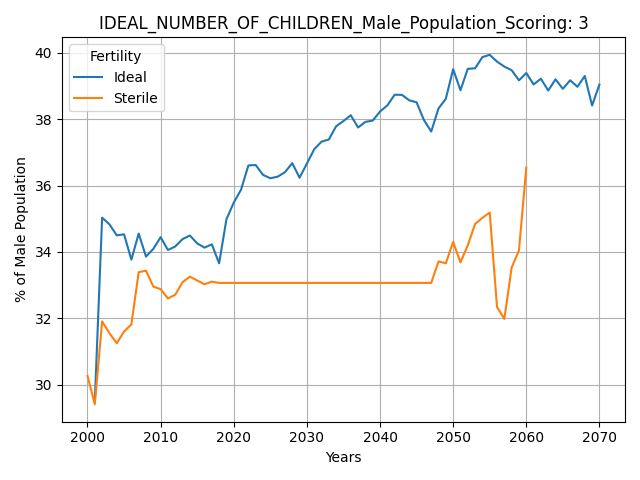 IDEAL_NUMBER_OF_CHILDREN_Male_Population_Scoring: 3
Fertility
Ideal
Sterile
% of Male Population
40
38
36
34
32
30
2000 2010 2020 2030 2040 2050 2060 2070
Years